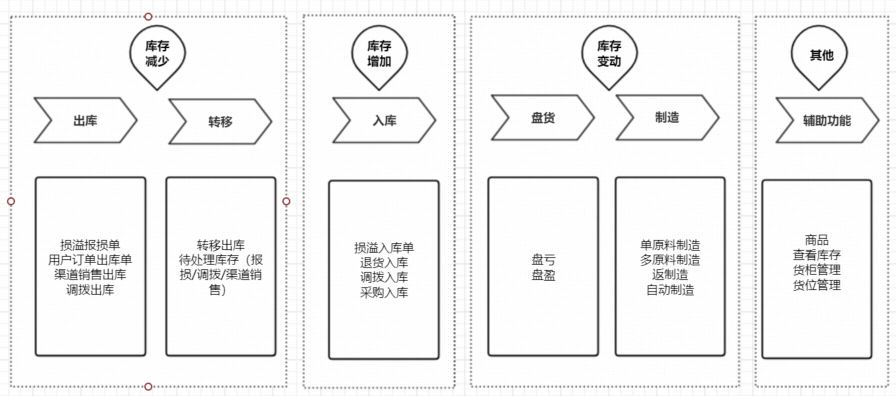 库存
减少
库存
增加
库存
变动
其他
出库
转移
入库
盘货
制造
辅助功能
损溢报损单
用户订单出库单
渠道销售出库
调拨出库
转移出库
待处理库存（报
损/调拨/渠道销
售）
损溢入库单
退货入库
调拨入库
采购入库
盘亏
盘盈
单原料制造
多原料制造
返制造
自动制造
商品
查看库存
货柜管理
货位管理